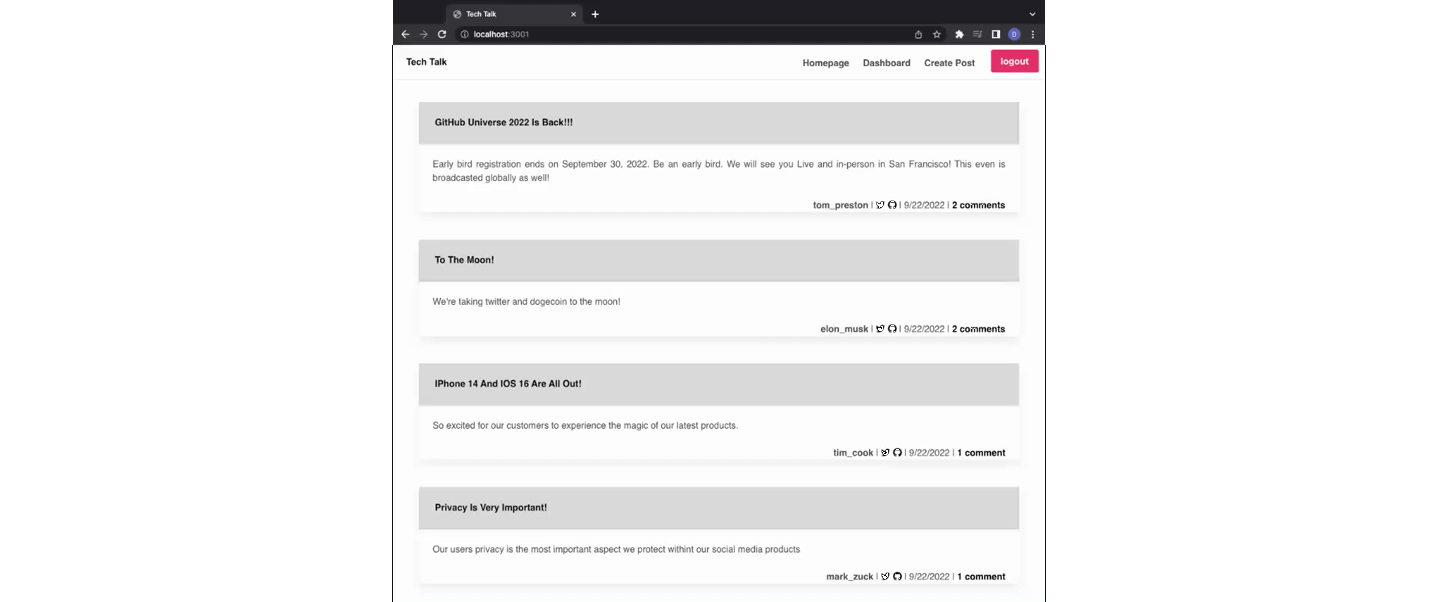 Tech Talk
localhost:3001
Tech Talk
Homepage Dashboard Create Post logout
GitHub Universe 2022 Is Back!!!
Early bird registration ends on September 30, 2022. Be an early bird. We will see you Live and in-person in San Francisco! This even is
broadcasted globally as well!
tom_preston | | 9/22/2022 | 2 comments
To The Moon!
We're taking twitter and dogecoin to the moon!
elon_musk | | 9/22/2022 | 2 comments
IPhone 14 And IOS 16 Are All Out!
So excited for our customers to experience the magic of our latest products.
tim_cook | | 9/22/2022 | 1 comment
Privacy Is Very Important!
Our users privacy is the most important aspect we protect withint our social media products
mark_zuck | | 9/22/2022 | 1 comment